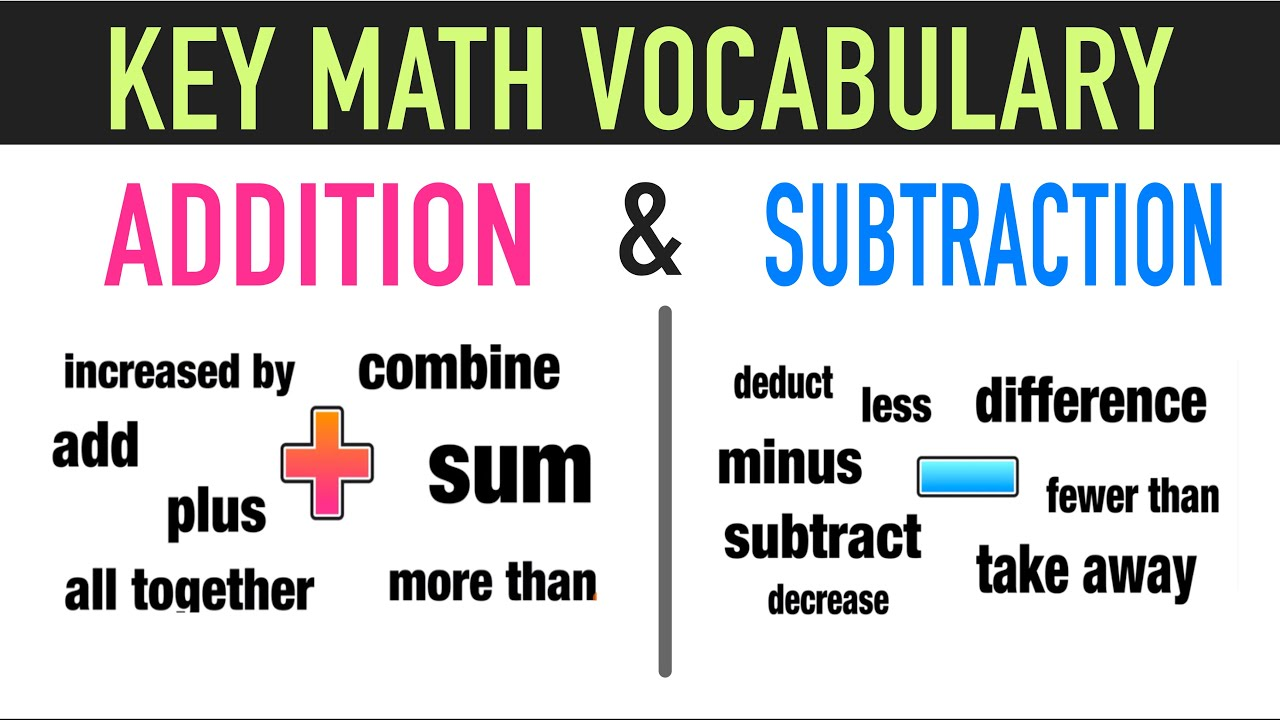 KEY MATH VOCABULARY
ADDITION & SUBTRACTION
increased by
combine
add
sum
plus
all together
more than
deduct
less
difference
minus
fewer than
subtract
take away
decrease